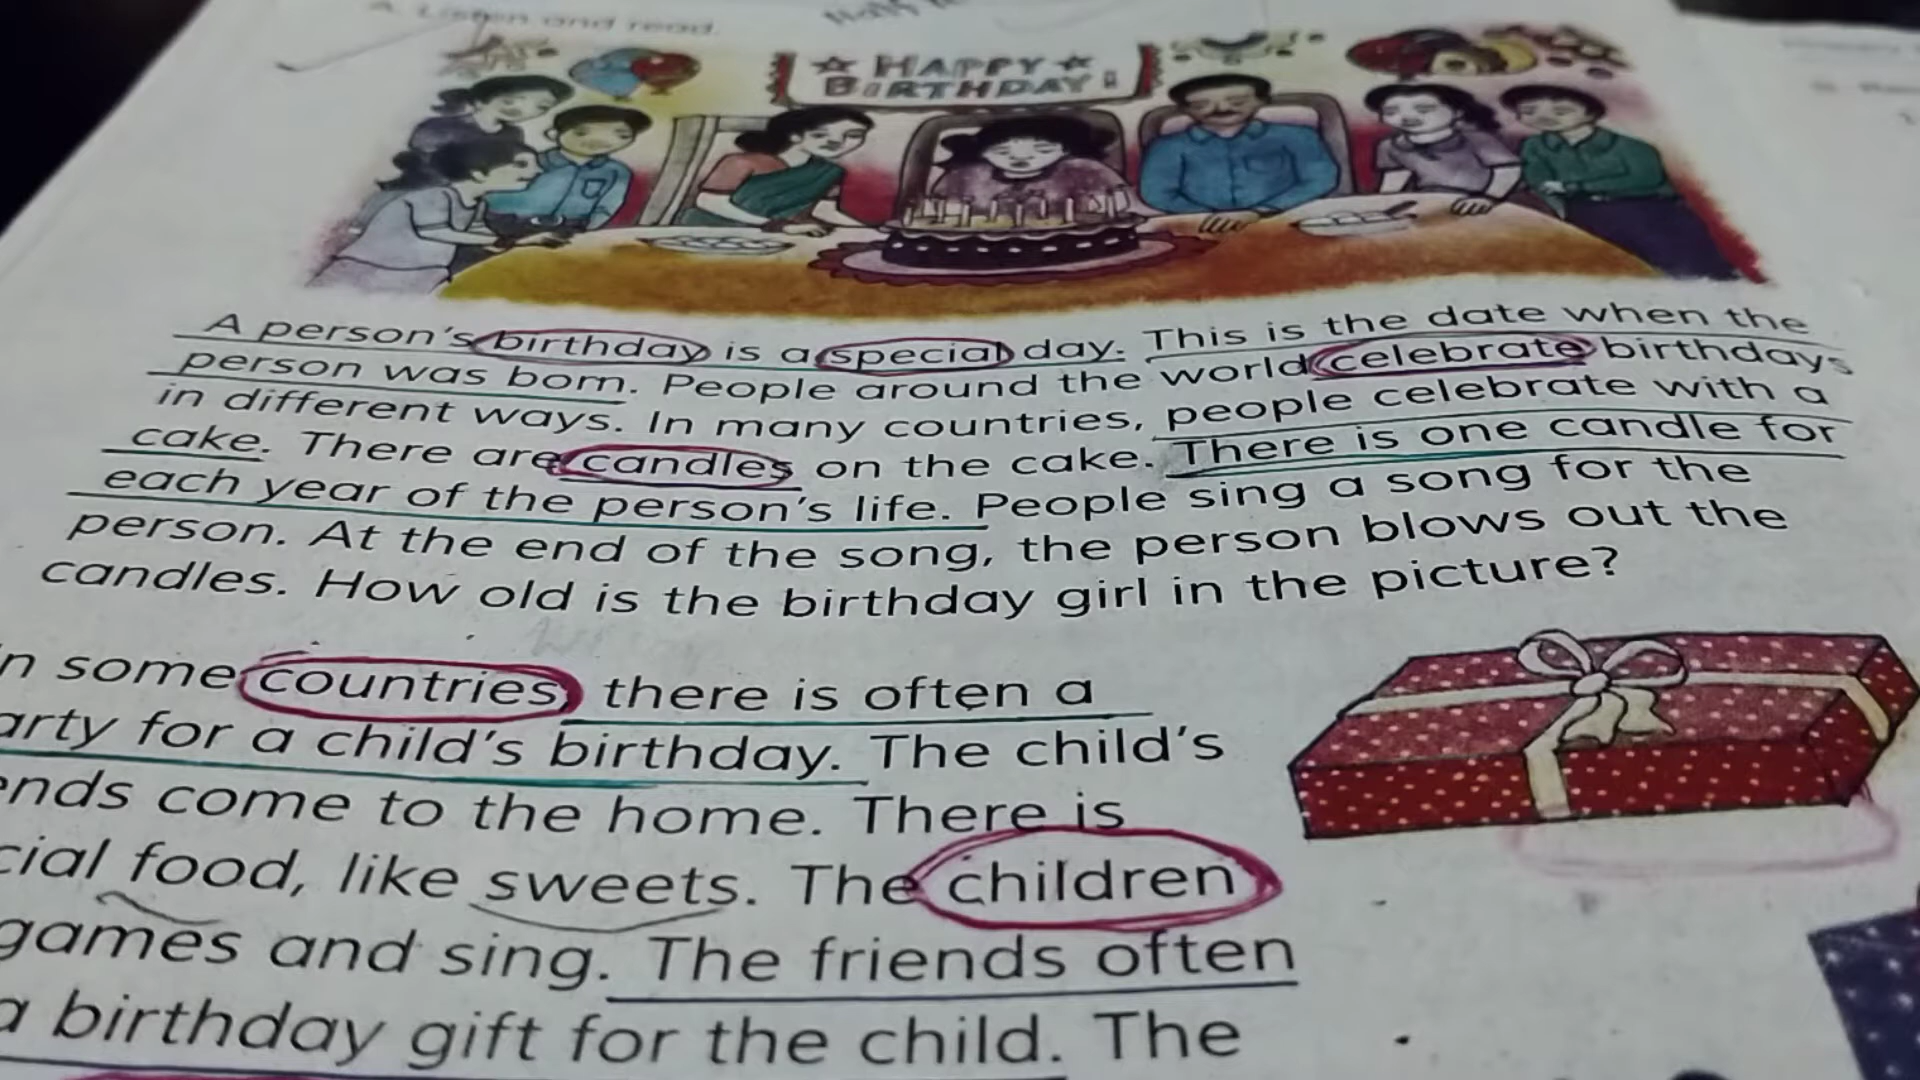 A. Listen and read.
HAPPY
BIRTHDAY!
A person's birthday is a special day. This is the date when the
person was born. People around the world celebrate birthdays
in different ways. In many countries, people celebrate with a
cake. There are candles on the cake. There is one candle for
each year of the person's life. People sing a song for the
person. At the end of the song, the person blows out the
candles. How old is the birthday girl in the picture?
n some countries, there is often a
arty for a child's birthday. The child's
ends come to the home. There is
cial food, like sweets. The children
games and sing. The friends often
a birthday gift for the child. The